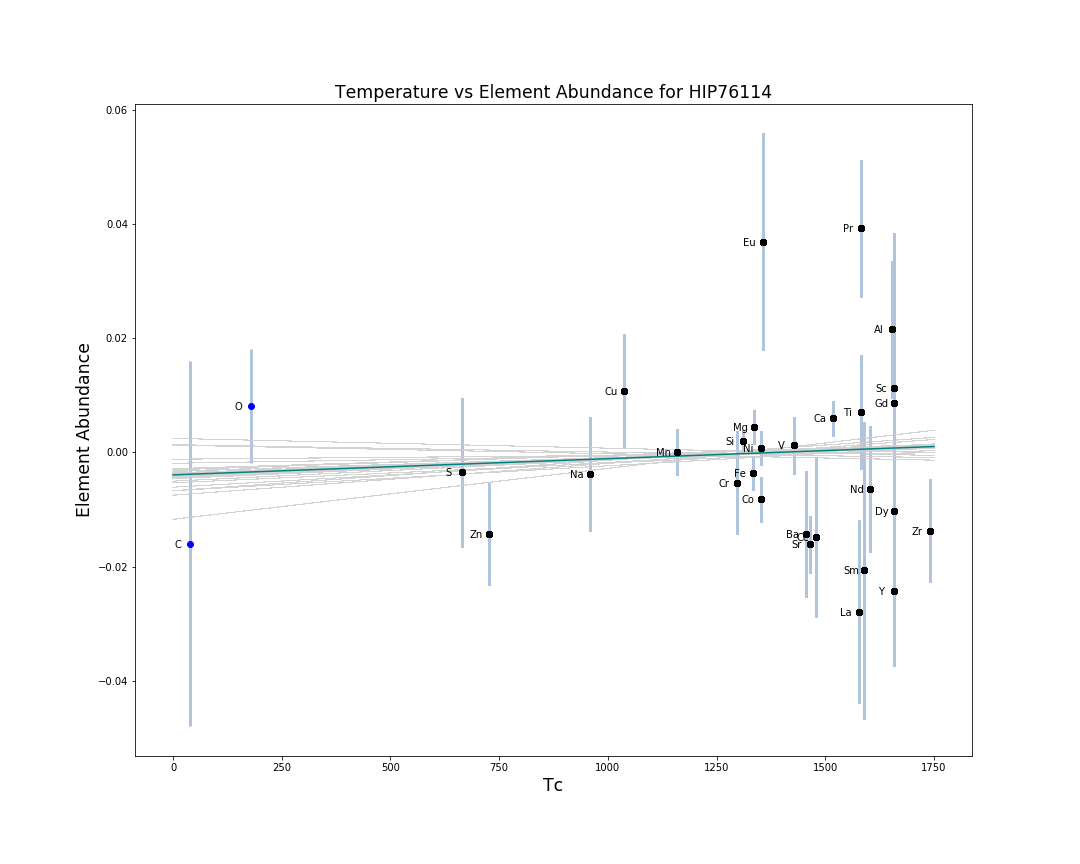 Temperature vs Element Abundance for HIP76114
0.06
0.04
0.02
0.00
−0.02
−0.04
Element Abundance
Eu
Pr
Al
Sc
Gd
O
Cu
Ti
Ca
Mg
Si
V
Ni
Mn
S
Na
Fe
Cr
Nd
Co
Dy
Zr
Zn
Ba
Sr
C
Sm
Y
La
0
250
500
750
1000
1250
1500
1750
Tc